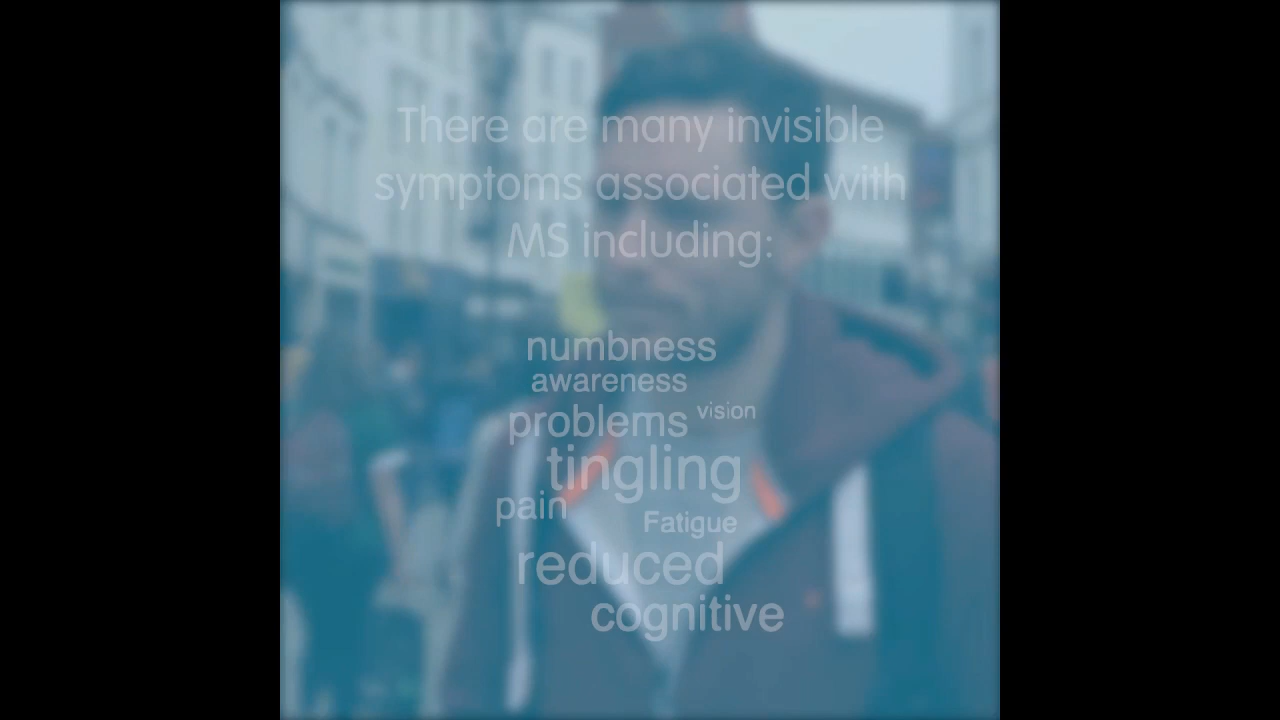 There are many invisible
symptoms associated with
MS including:
numbness
awareness
problems vision
tingling
pain Fatigue
reduced
cognitive